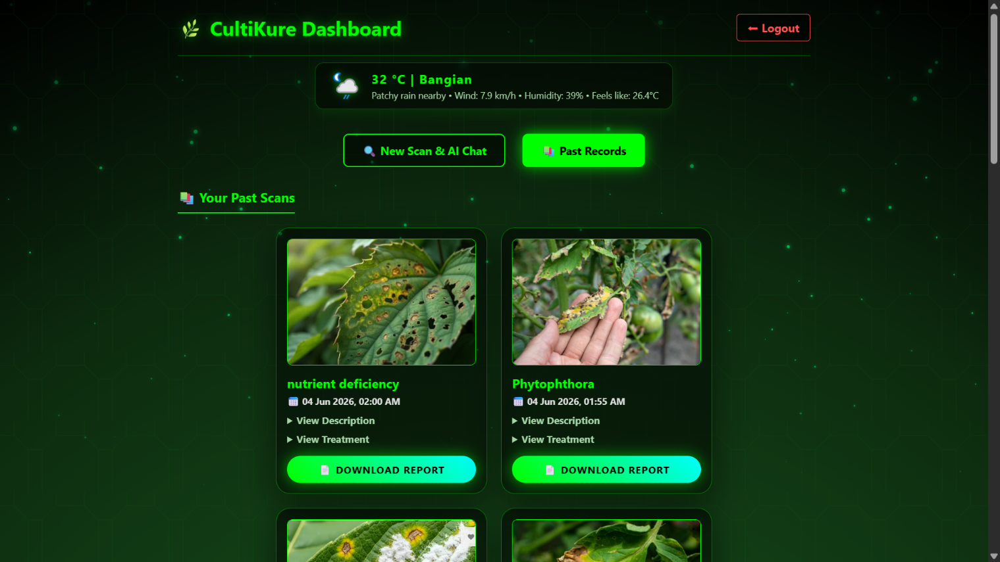 CultiKure Dashboard
Logout
32 °C | Bangian
Patchy rain nearby • Wind: 7.9 km/h • Humidity: 39% • Feels like: 26.4°C
New Scan & AI Chat
Past Records
Your Past Scans
nutrient deficiency
04 Jun 2026, 02:00 AM
View Description
View Treatment
DOWNLOAD REPORT
Phytophthora
04 Jun 2026, 01:55 AM
View Description
View Treatment
DOWNLOAD REPORT